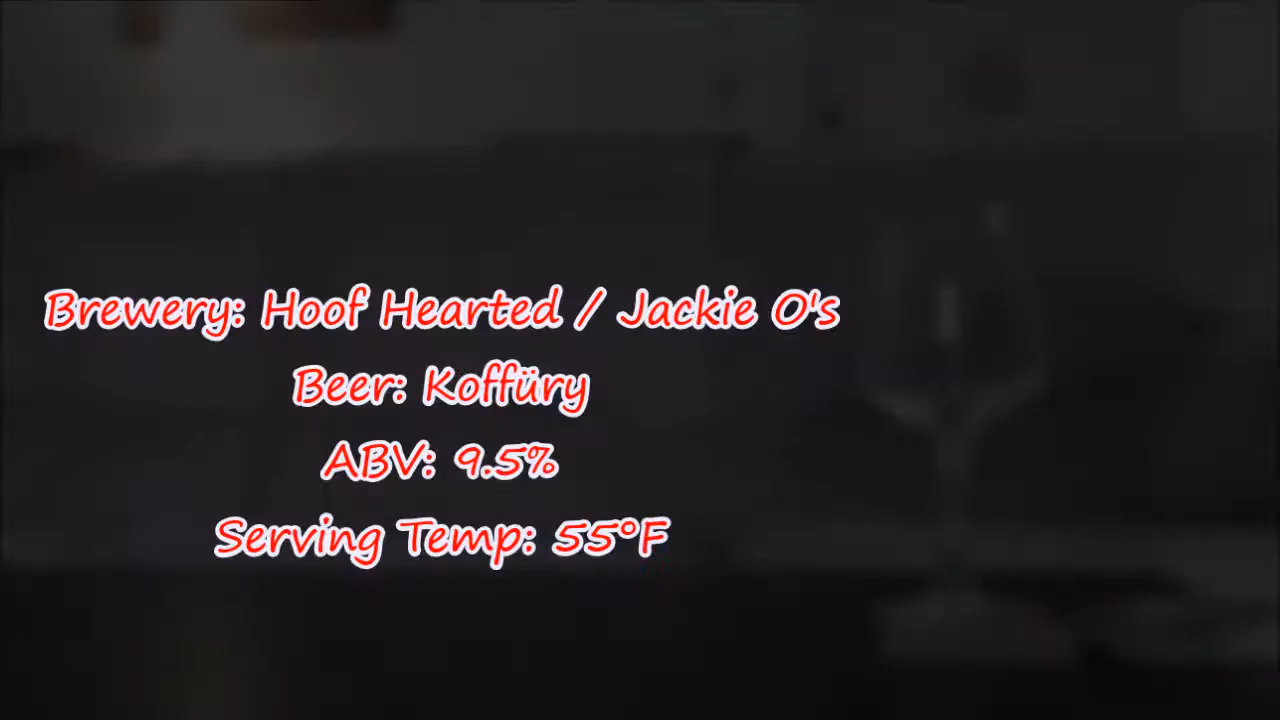 Brewery: Hoof Hearted / Jackie O's
Beer: Koffüry
ABV: 9.5%
Serving Temp: 55°F